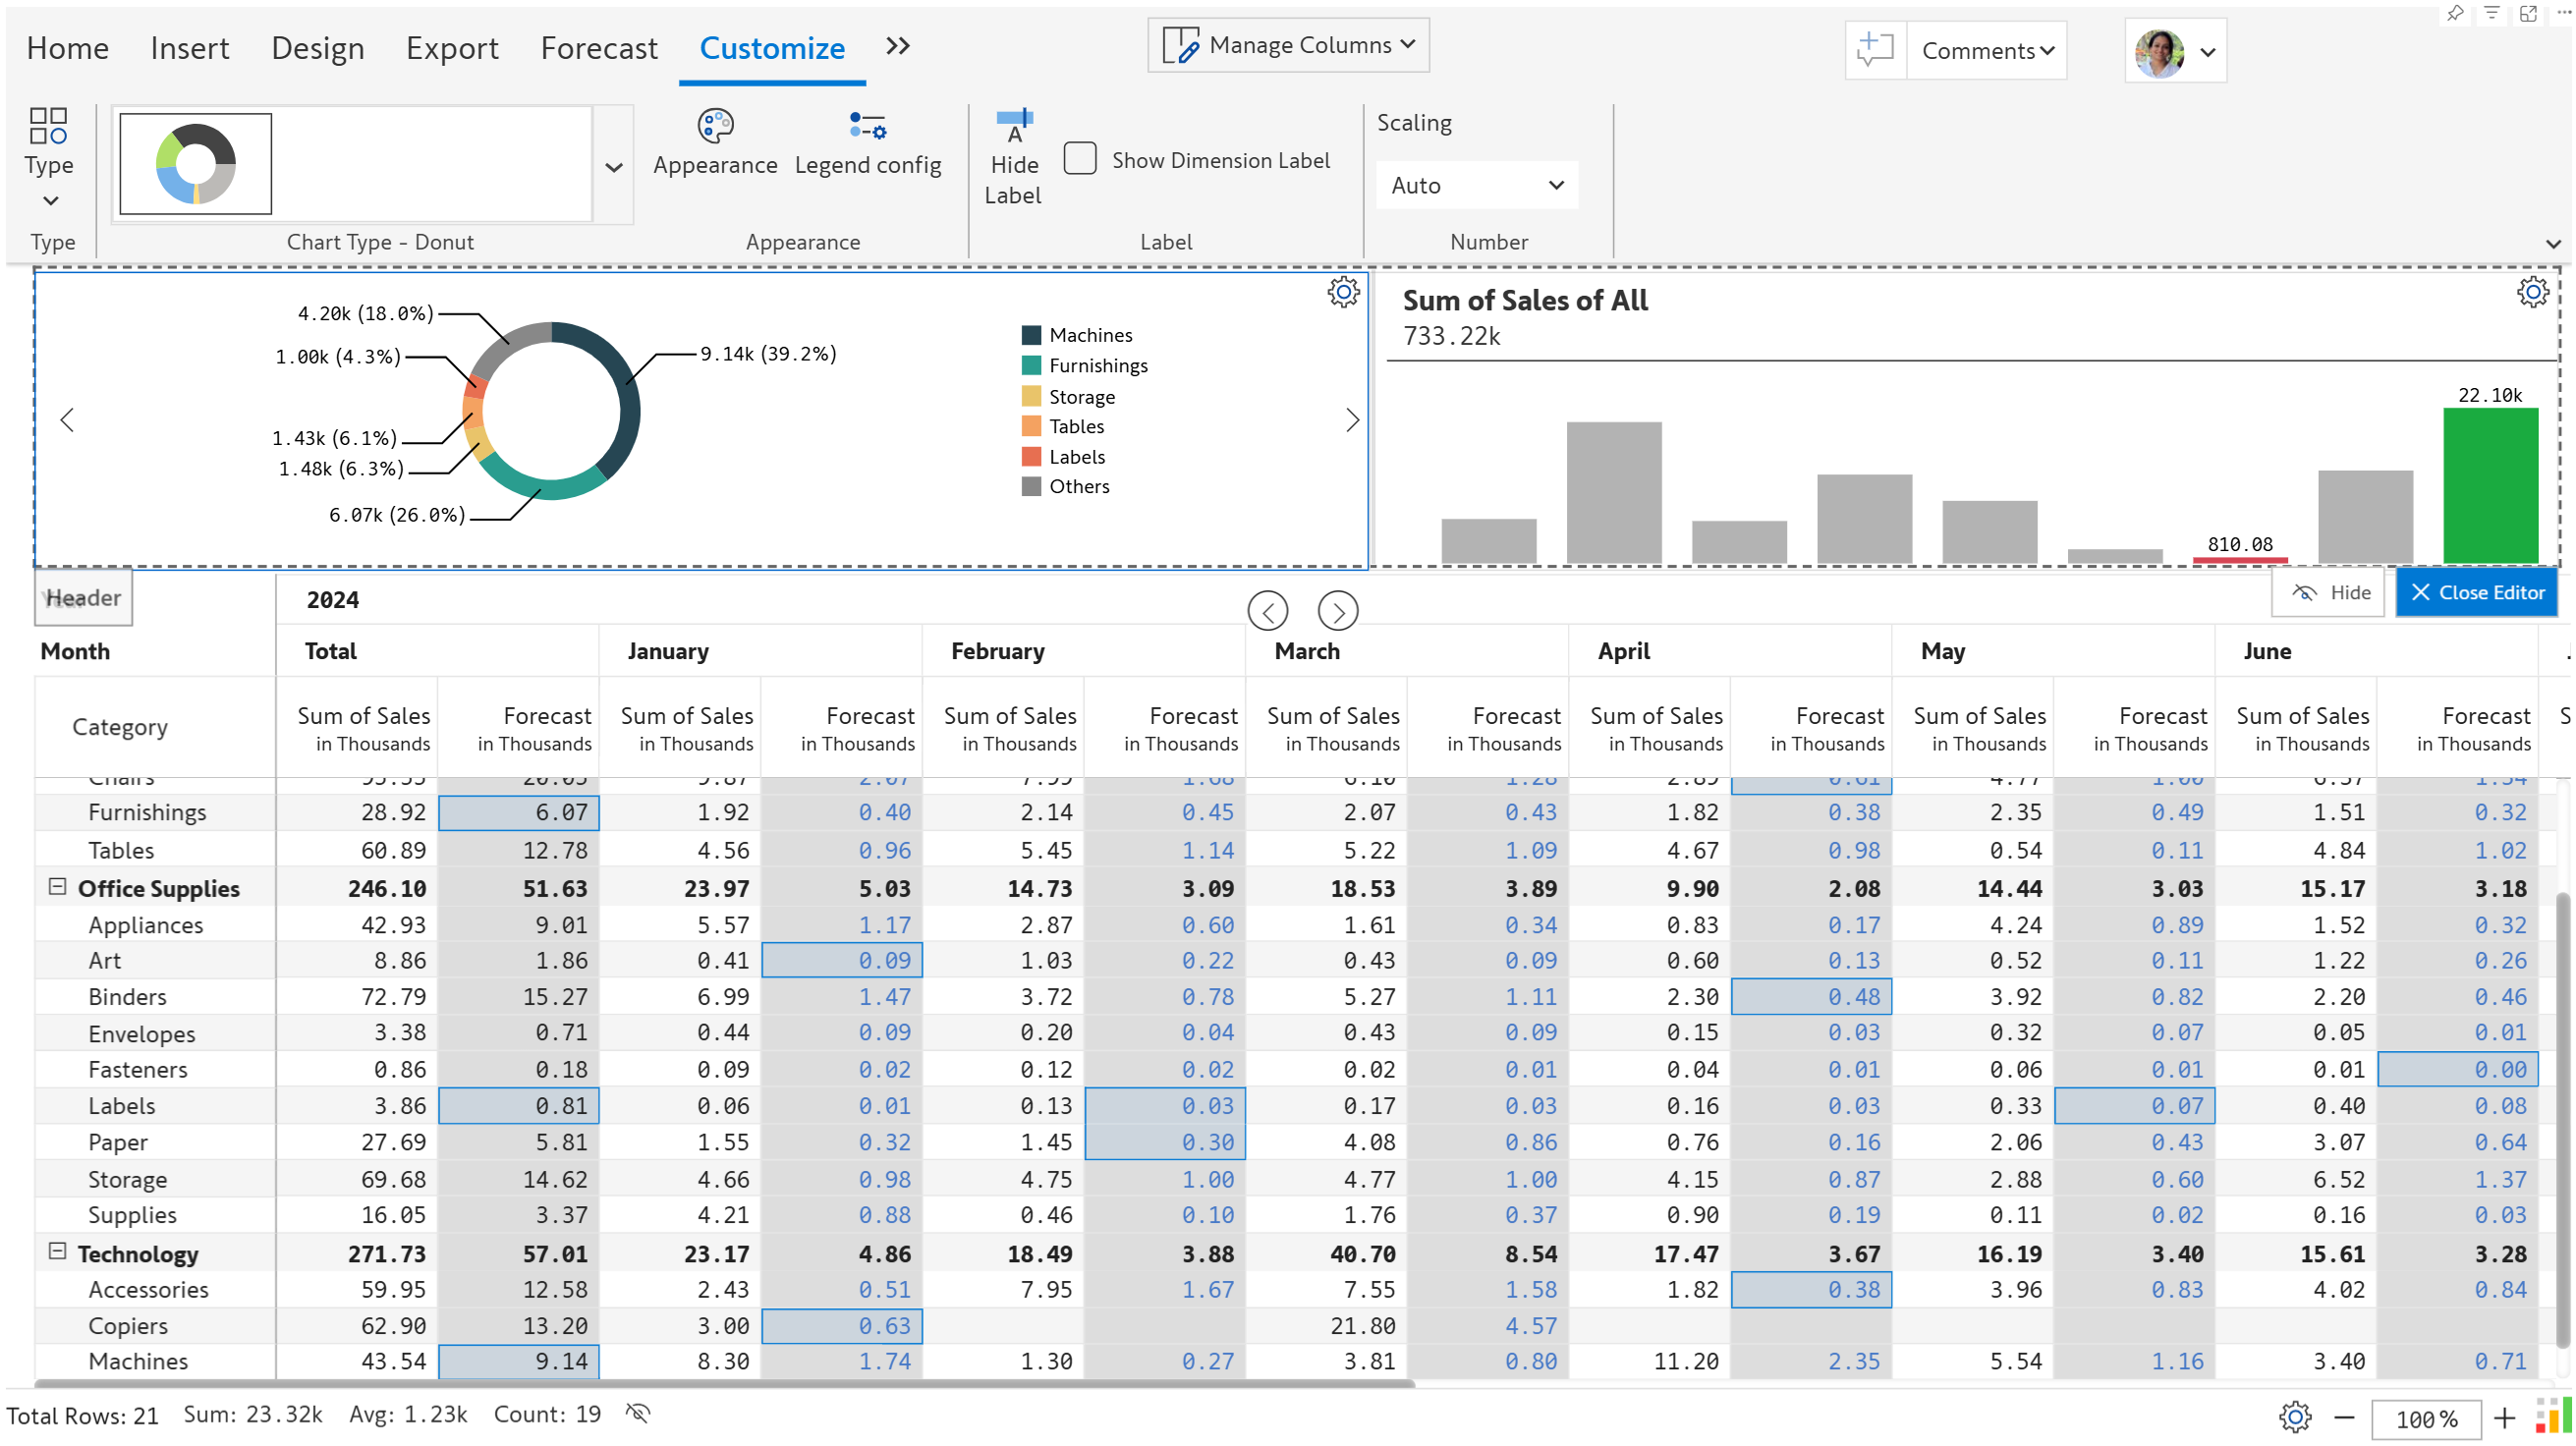 Home Insert Design Export Forecast Customize Manage Columns Comments
Type Appearance Legend config Hide Label Show Dimension Label Scaling Auto
Type Chart Type - Donut Appearance Label Number
4.20k (18.0%)
1.00k (4.3%)
9.14k (39.2%)
1.43k (6.1%)
1.48k (6.3%)
6.07k (26.0%)
Machines
Furnishings
Storage
Tables
Labels
Others
Sum of Sales of All
733.22k
22.10k
810.08
Header 2024 Hide Close Editor
Month Total January February March April May June
Category Sum of Sales Forecast Sum of Sales Forecast Sum of Sales Forecast Sum of Sales Forecast Sum of Sales Forecast Sum of Sales Forecast Sum of Sales Forecast S
in Thousands in Thousands in Thousands in Thousands in Thousands in Thousands in Thousands in Thousands in Thousands in Thousands in Thousands in Thousands in Thousands in Thousands
Chairs
Furnishings 28.92 6.07 1.92 0.40 2.14 0.45 2.07 0.43 1.82 0.38 2.35 0.49 1.51 0.32
Tables 60.89 12.78 4.56 0.96 5.45 1.14 5.22 1.09 4.67 0.98 0.54 0.11 4.84 1.02
Office Supplies 246.10 51.63 23.97 5.03 14.73 3.09 18.53 3.89 9.90 2.08 14.44 3.03 15.17 3.18
Appliances 42.93 9.01 5.57 1.17 2.87 0.60 1.61 0.34 0.83 0.17 4.24 0.89 1.52 0.32
Art 8.86 1.86 0.41 0.09 1.03 0.22 0.43 0.09 0.60 0.13 0.52 0.11 1.22 0.26
Binders 72.79 15.27 6.99 1.47 3.72 0.78 5.27 1.11 2.30 0.48 3.92 0.82 2.20 0.46
Envelopes 3.38 0.71 0.44 0.09 0.20 0.04 0.43 0.09 0.15 0.03 0.32 0.07 0.05 0.01
Fasteners 0.86 0.18 0.09 0.02 0.12 0.02 0.02 0.01 0.04 0.01 0.06 0.01 0.01 0.00
Labels 3.86 0.81 0.06 0.01 0.13 0.03 0.17 0.03 0.16 0.03 0.33 0.07 0.40 0.08
Paper 27.69 5.81 1.55 0.32 1.45 0.30 4.08 0.86 0.76 0.16 2.06 0.43 3.07 0.64
Storage 69.68 14.62 4.66 0.98 4.75 1.00 4.77 1.00 4.15 0.87 2.88 0.60 6.52 1.37
Supplies 16.05 3.37 4.21 0.88 0.46 0.10 1.76 0.37 0.90 0.19 0.11 0.02 0.16 0.03
Technology 271.73 57.01 23.17 4.86 18.49 3.88 40.70 8.54 17.47 3.67 16.19 3.40 15.61 3.28
Accessories 59.95 12.58 2.43 0.51 7.95 1.67 7.55 1.58 1.82 0.38 3.96 0.83 4.02 0.84
Copiers 62.90 13.20 3.00 0.63 21.80 4.57
Machines 43.54 9.14 8.30 1.74 1.30 0.27 3.81 0.80 11.20 2.35 5.54 1.16 3.40 0.71
Total Rows: 21 Sum: 23.32k Avg: 1.23k Count: 19 100%